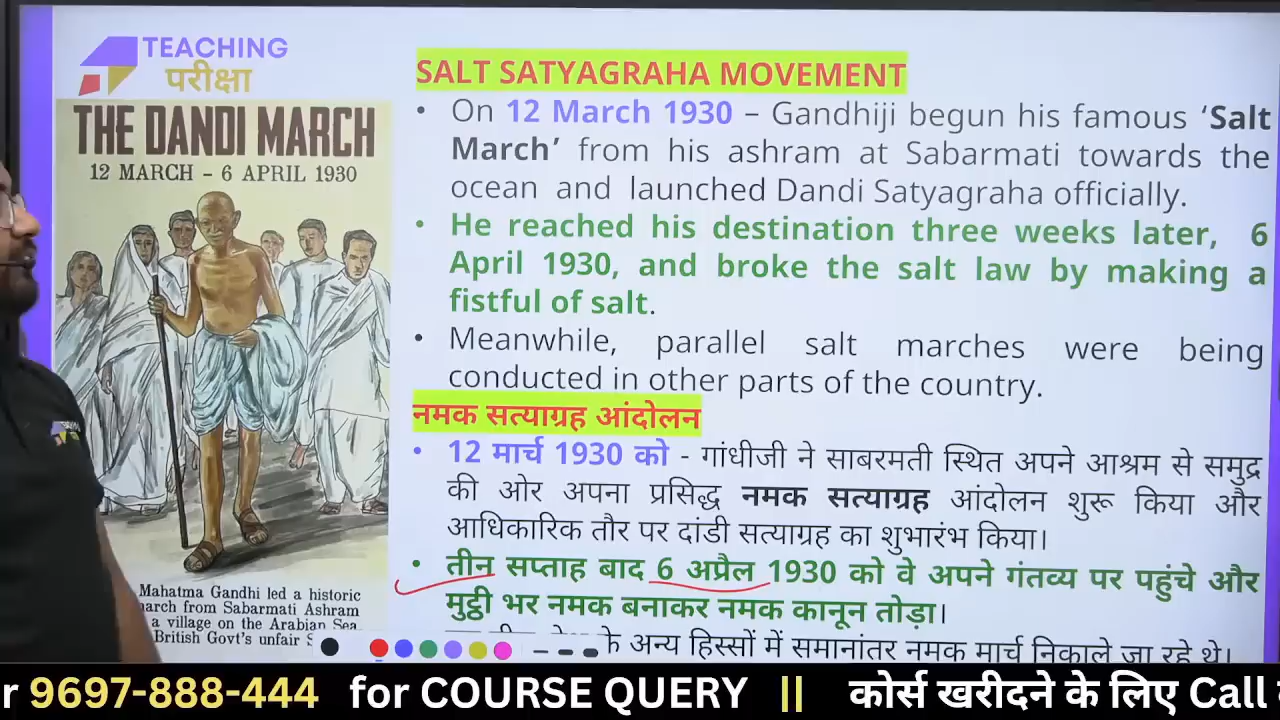 TEACHING
परीक्षा
THE DANDI MARCH
12 MARCH – 6 APRIL 1930
Mahatma Gandhi led a historic
march from Sabarmati Ashram
a village on the Arabian Sea
British Govt's unfair
SALT SATYAGRAHA MOVEMENT
• On 12 March 1930 – Gandhiji begun his famous ‘Salt
March’ from his ashram at Sabarmati towards the
ocean and launched Dandi Satyagraha officially.
• He reached his destination three weeks later, 6
April 1930, and broke the salt law by making a
fistful of salt.
• Meanwhile, parallel salt marches were being
conducted in other parts of the country.
नमक सत्याग्रह आंदोलन
• 12 मार्च 1930 को - गांधीजी ने साबरमती स्थित अपने आश्रम से समुद्र
की ओर अपना प्रसिद्ध नमक सत्याग्रह आंदोलन शुरू किया और
आधिकारिक तौर पर दांडी सत्याग्रह का शुभारंभ किया।
• तीन सप्ताह बाद 6 अप्रैल 1930 को वे अपने गंतव्य पर पहुंचे और
मुट्ठी भर नमक बनाकर नमक कानून तोड़ा।
के अन्य हिस्सों में समानांतर नमक मार्च निकाले जा रहे थे।
9697-888-444 for COURSE QUERY || कोर्स खरीदने के लिए Call